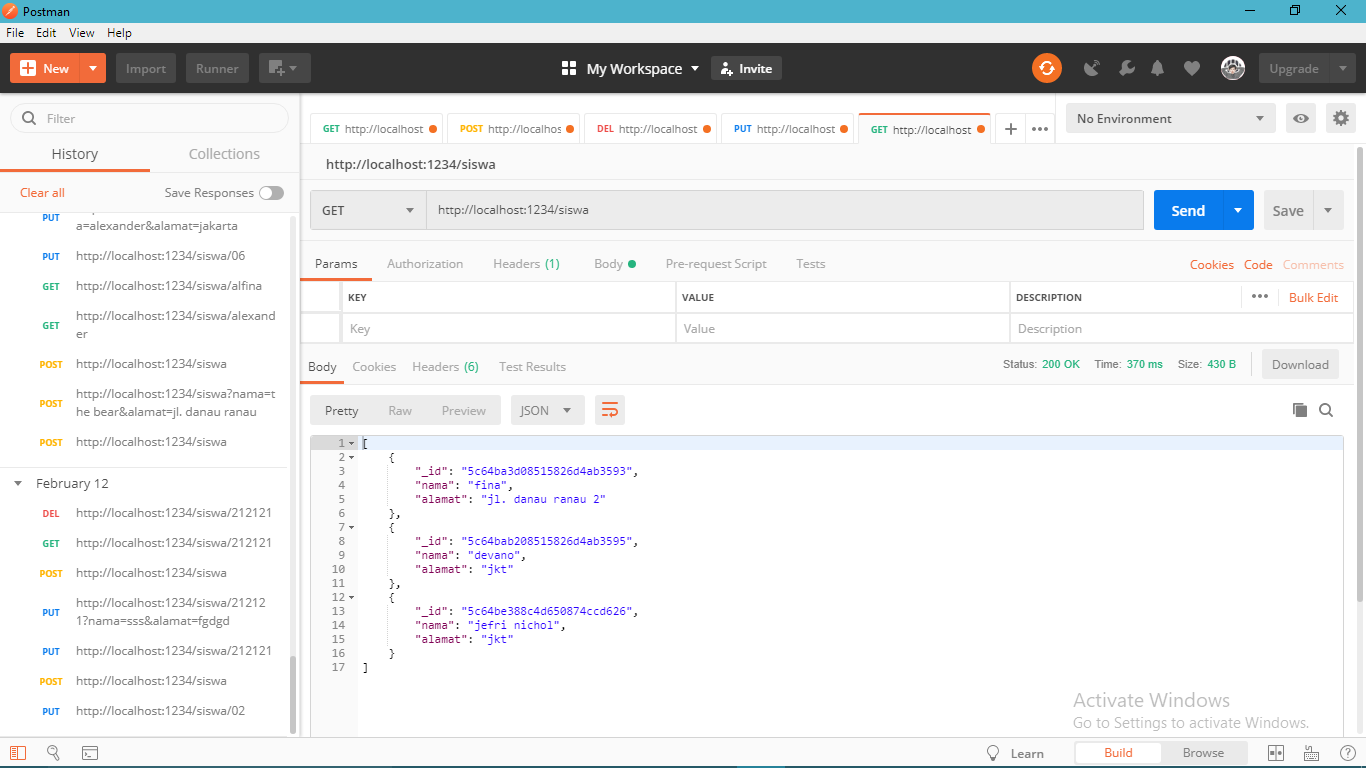 Postman
File Edit View Help
New Import Runner My Workspace Invite Upgrade
Filter
History Collections
Clear all Save Responses
PUT a=alexander&alamat=jakarta
PUT http://localhost:1234/siswa/06
GET http://localhost:1234/siswa/alfina
GET http://localhost:1234/siswa/alexand
er
POST http://localhost:1234/siswa
POST http://localhost:1234/siswa?nama=t
he bear&alamat=jl. danau ranau
POST http://localhost:1234/siswa
February 12
DEL http://localhost:1234/siswa/212121
GET http://localhost:1234/siswa/212121
POST http://localhost:1234/siswa
PUT http://localhost:1234/siswa/21212
1?nama=sss&alamat=fgdgd
PUT http://localhost:1234/siswa/212121
POST http://localhost:1234/siswa
PUT http://localhost:1234/siswa/02
GET http://localhost POST http://localhos DEL http://localhost PUT http://localhost GET http://localhost + ••• No Environment
http://localhost:1234/siswa
GET http://localhost:1234/siswa Send Save
Params Authorization Headers (1) Body Pre-request Script Tests Cookies Code Comments
KEY VALUE DESCRIPTION ••• Bulk Edit
Key Value Description
Body Cookies Headers (6) Test Results Status: 200 OK Time: 370 ms Size: 430 B Download
Pretty Raw Preview JSON
1 [
2 {
3 "_id": "5c64ba3d08515826d4ab3593",
4 "nama": "fina",
5 "alamat": "jl. danau ranau 2"
6 },
7 {
8 "_id": "5c64bab208515826d4ab3595",
9 "nama": "devano",
10 "alamat": "jkt"
11 },
12 {
13 "_id": "5c64be388c4d650874ccd626",
14 "nama": "jefri nichol",
15 "alamat": "jkt"
16 }
17 ]
Activate Windows
Go to Settings to activate Windows.
Learn Build Browse